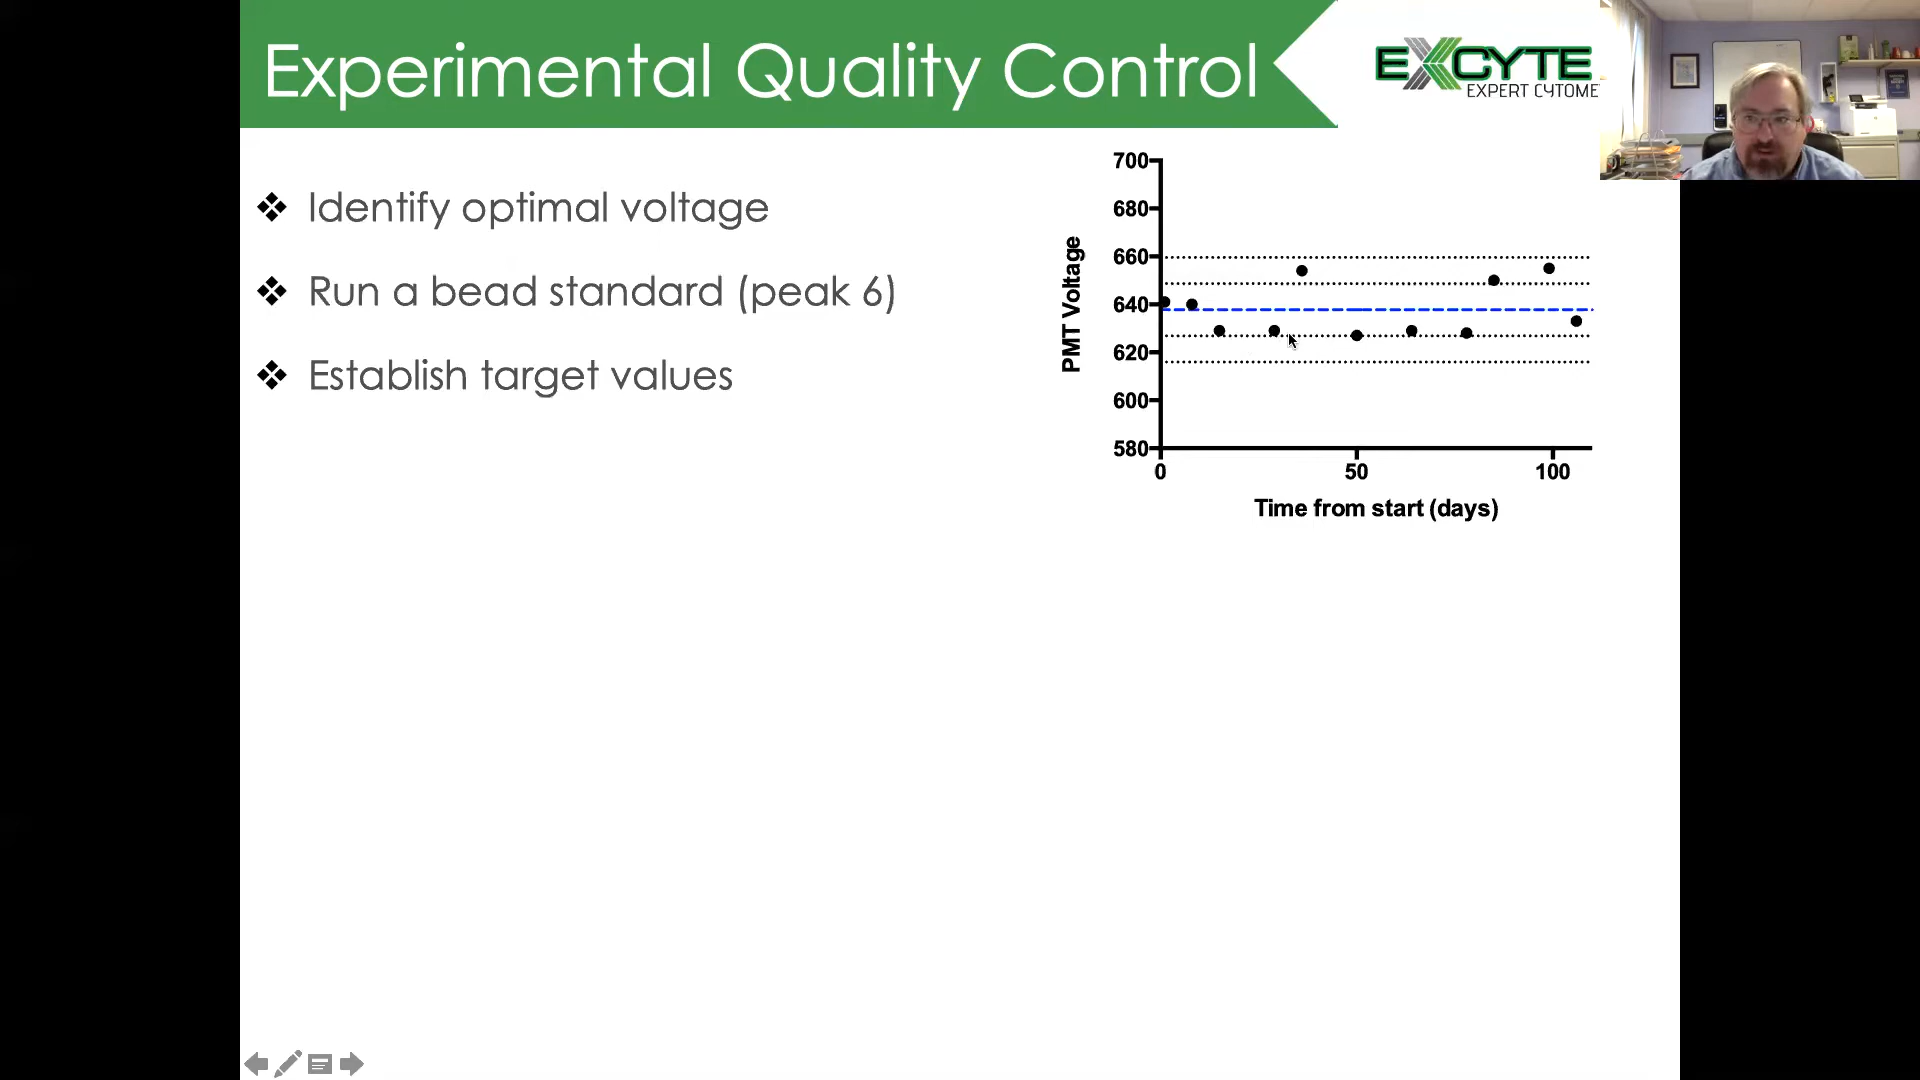 Experimental Quality Control
EXCYTE
EXPERT CYTOME
Identify optimal voltage
Run a bead standard (peak 6)
Establish target values
PMT Voltage
700
680
660
640
620
600
580
0 50 100
Time from start (days)